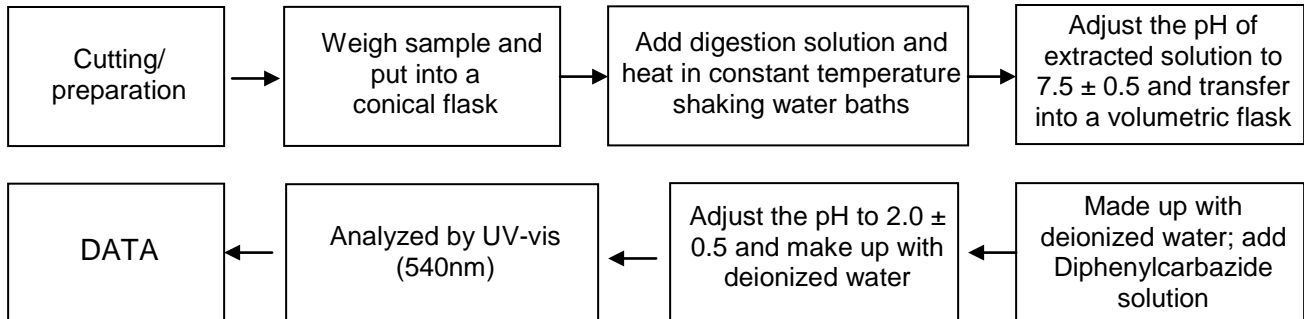 Cutting/
preparation
Weigh sample and
put into a
conical flask
Add digestion solution and
heat in constant temperature
shaking water baths
Adjust the pH of
extracted solution to
7.5 ± 0.5 and transfer
into a volumetric flask
Made up with
deionized water; add
Diphenylcarbazide
solution
Adjust the pH to 2.0 ±
0.5 and make up with
deionized water
Analyzed by UV-vis
(540nm)
DATA